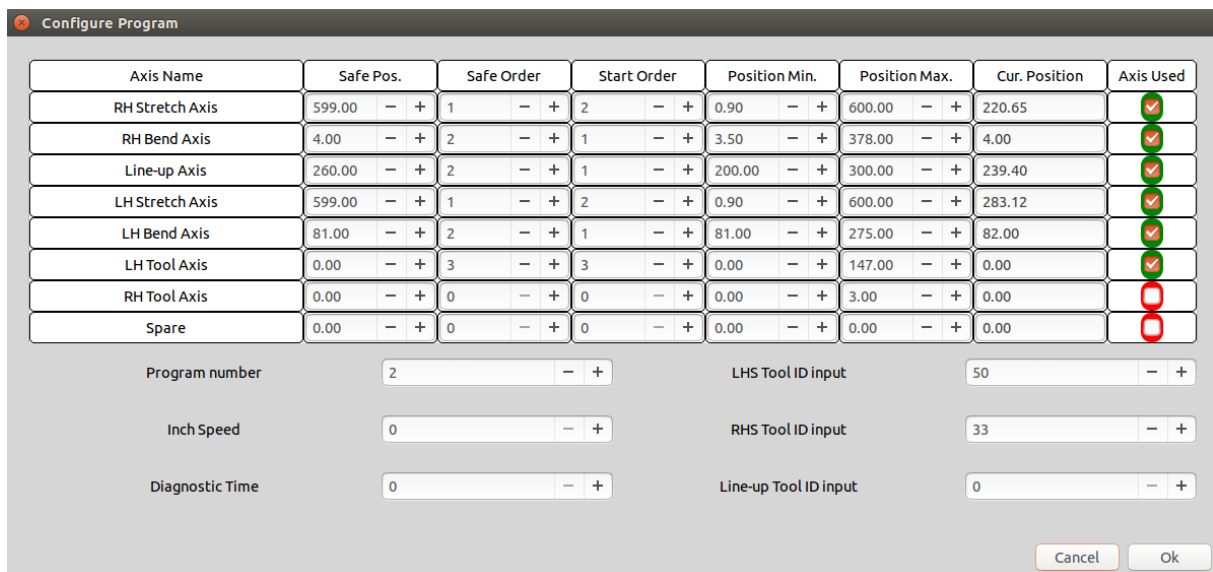 Configure Program
Axis Name Safe Pos. Safe Order Start Order Position Min. Position Max. Cur. Position Axis Used
RH Stretch Axis 599.00 − + 1 − + 2 − + 0.90 − + 600.00 − + 220.65
RH Bend Axis 4.00 − + 2 − + 1 − + 3.50 − + 378.00 − + 4.00
Line-up Axis 260.00 − + 2 − + 1 − + 200.00 − + 300.00 − + 239.40
LH Stretch Axis 599.00 − + 1 − + 2 − + 0.90 − + 600.00 − + 283.12
LH Bend Axis 81.00 − + 2 − + 1 − + 81.00 − + 275.00 − + 82.00
LH Tool Axis 0.00 − + 3 − + 3 − + 0.00 − + 147.00 − + 0.00
RH Tool Axis 0.00 − + 0 − + 0 − + 0.00 − + 3.00 − + 0.00
Spare 0.00 − + 0 − + 0 − + 0.00 − + 0.00 − + 0.00
Program number 2 − + LHS Tool ID input 50 − +
Inch Speed 0 − + RHS Tool ID input 33 − +
Diagnostic Time 0 − + Line-up Tool ID input 0 − +
Cancel Ok